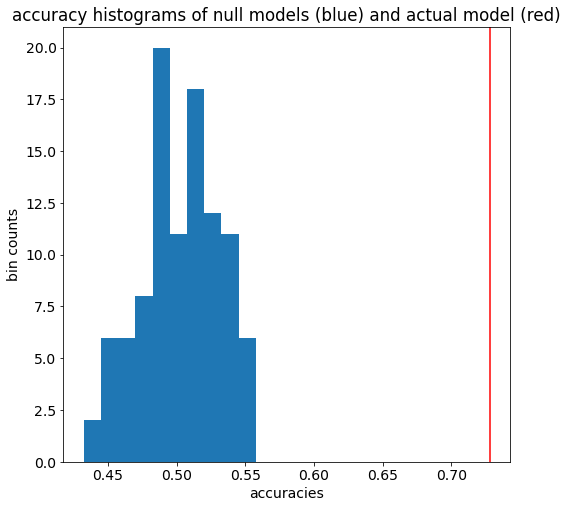 accuracy histograms of null models (blue) and actual model (red)
20.0
17.5
15.0
12.5
10.0
7.5
5.0
2.5
0.0
bin counts
0.45 0.50 0.55 0.60 0.65 0.70
accuracies